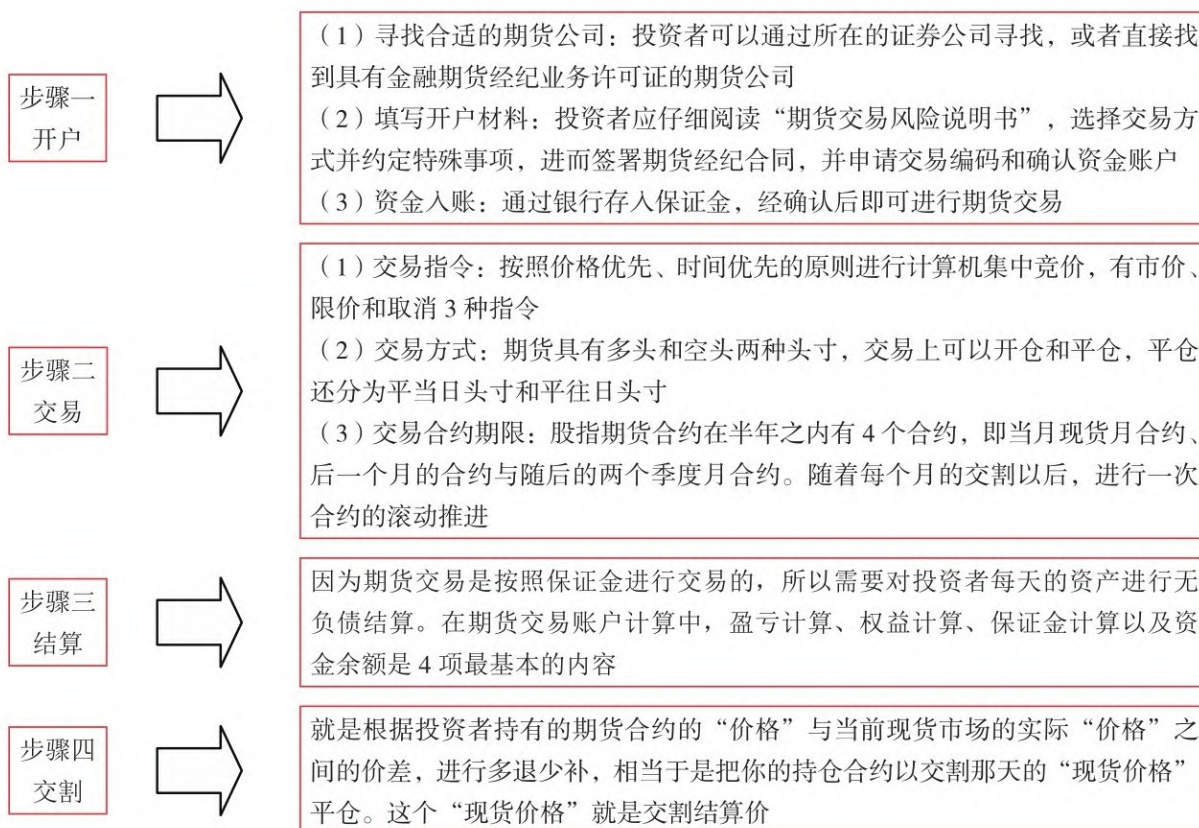 步骤一
开户
（1）寻找合适的期货公司：投资者可以通过所在的证券公司寻找，或者直接找
到具有金融期货经纪业务许可证的期货公司
（2）填写开户材料：投资者应仔细阅读“期货交易风险说明书”，选择交易方
式并约定特殊事项，进而签署期货经纪合同，并申请交易编码和确认资金账户
（3）资金入账：通过银行存入保证金，经确认后即可进行期货交易
步骤二
交易
（1）交易指令：按照价格优先、时间优先的原则进行计算机集中竞价，有市价、
限价和取消 3 种指令
（2）交易方式：期货具有多头和空头两种头寸，交易上可以开仓和平仓，平仓
还分为平当日头寸和平往日头寸
（3）交易合约期限：股指期货合约在半年之内有 4 个合约，即当月现货月合约、
后一个月的合约与随后的两个季度月合约。随着每个月的交割以后，进行一次
合约的滚动推进
步骤三
结算
因为期货交易是按照保证金进行交易的，所以需要对投资者每天的资产进行无
负债结算。在期货交易账户计算中，盈亏计算、权益计算、保证金计算以及资
金余额是 4 项最基本的内容
步骤四
交割
就是根据投资者持有的期货合约的“价格”与当前现货市场的实际“价格”之
间的价差，进行多退少补，相当于是把你的持仓合约以交割那天的“现货价格”
平仓。这个“现货价格”就是交割结算价